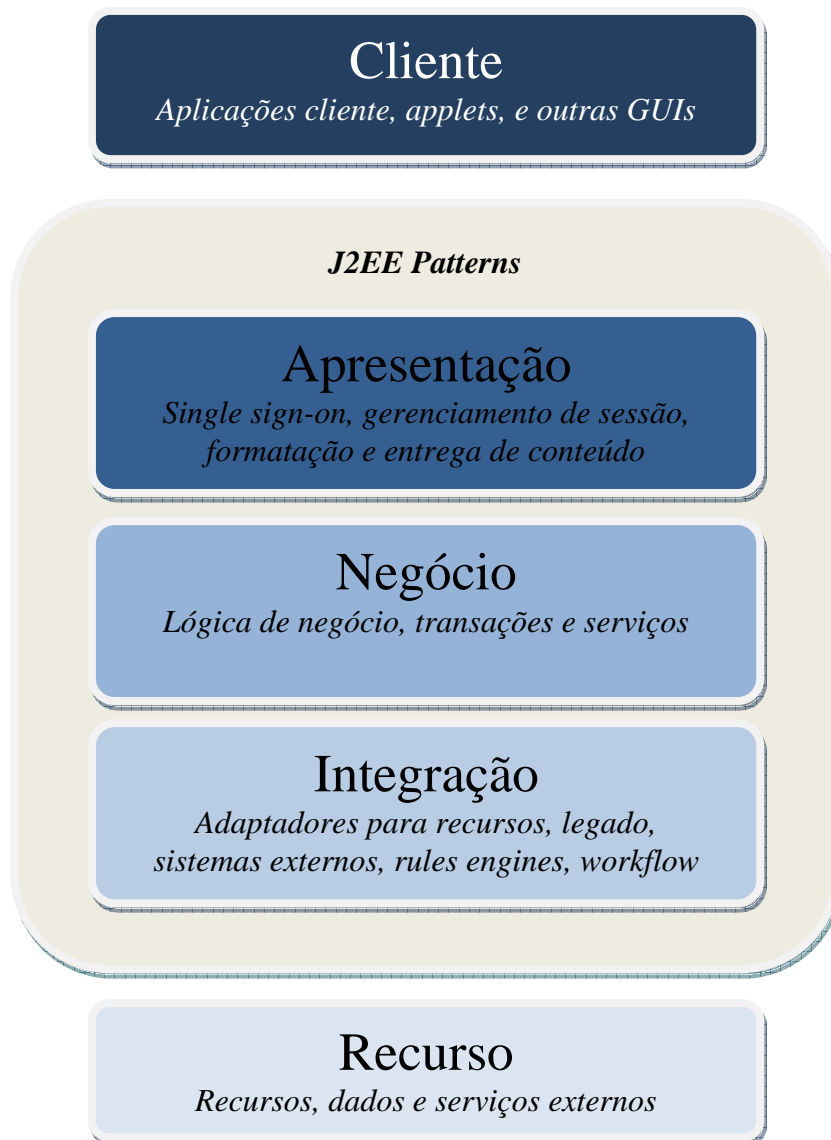 Cliente
Aplicações cliente, applets, e outras GUIs
J2EE Patterns
Apresentação
Single sign-on, gerenciamento de sessão,
formatação e entrega de conteúdo
Negócio
Lógica de negócio, transações e serviços
Integração
Adaptadores para recursos, legado,
sistemas externos, rules engines, workflow
Recurso
Recursos, dados e serviços externos